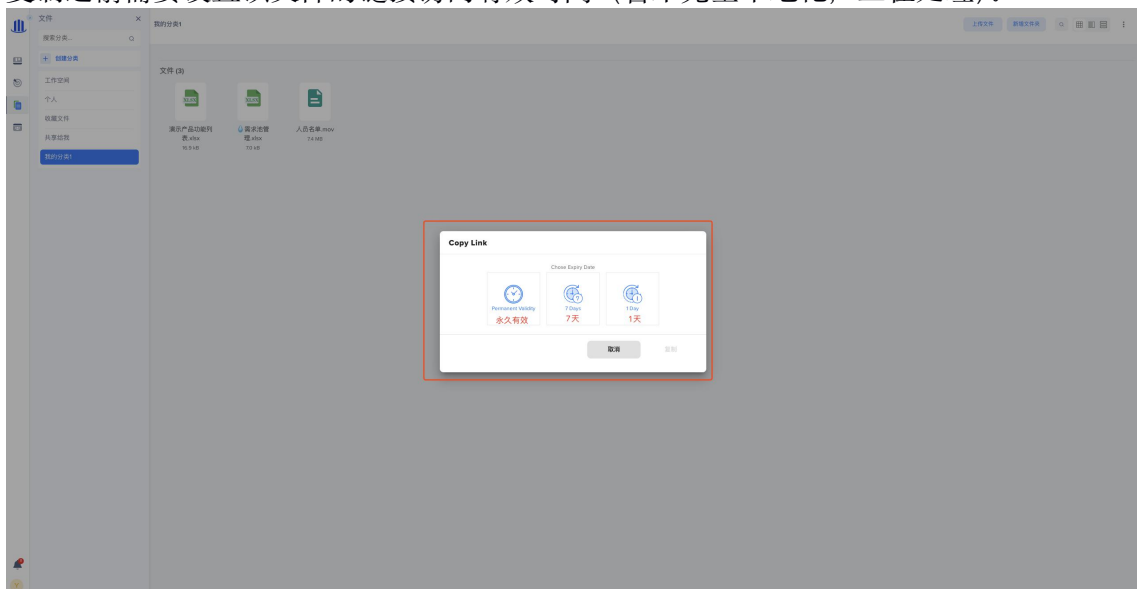 文件
×
我的分类1
上传文件
新增文件夹
搜索分类...
+ 创建分类
工作空间
个人
收藏文件
共享给我
我的分类1
文件 (3)
演示产品功能列
表.xlsx
需求池管
理.xlsx
人员名单.mov
7.4 MB
Copy Link
Chose Expiry Date
Permanent Validity
7 Days
1 Day
永久有效
7天
1天
取消
复制